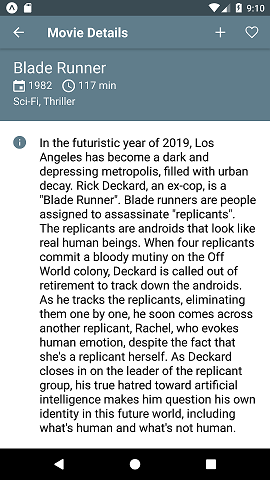 9:10
Movie Details
Blade Runner
1982 117 min
Sci-Fi, Thriller
In the futuristic year of 2019, Los
Angeles has become a dark and
depressing metropolis, filled with urban
decay. Rick Deckard, an ex-cop, is a
"Blade Runner". Blade runners are people
assigned to assassinate "replicants".
The replicants are androids that look like
real human beings. When four replicants
commit a bloody mutiny on the Off
World colony, Deckard is called out of
retirement to track down the androids.
As he tracks the replicants, eliminating
them one by one, he soon comes across
another replicant, Rachel, who evokes
human emotion, despite the fact that
she's a replicant herself. As Deckard
closes in on the leader of the replicant
group, his true hatred toward artificial
intelligence makes him question his own
identity in this future world, including
what's human and what's not human.